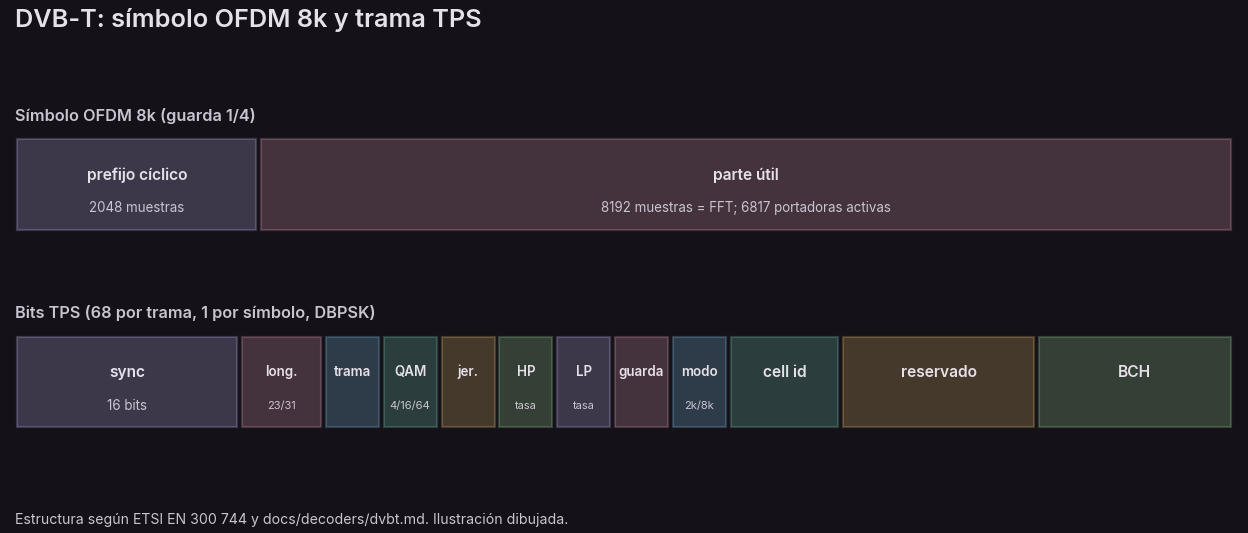 DVB-T: símbolo OFDM 8k y trama TPS
Símbolo OFDM 8k (guarda 1/4)
prefijo cíclico
2048 muestras
parte útil
8192 muestras = FFT; 6817 portadoras activas
Bits TPS (68 por trama, 1 por símbolo, DBPSK)
sync
16 bits
long.
23/31
trama
QAM
4/16/64
jer.
HP
tasa
LP
tasa
guarda
modo
2k/8k
cell id
reservado
BCH
Estructura según ETSI EN 300 744 y docs/decoders/dvbt.md. Ilustración dibujada.